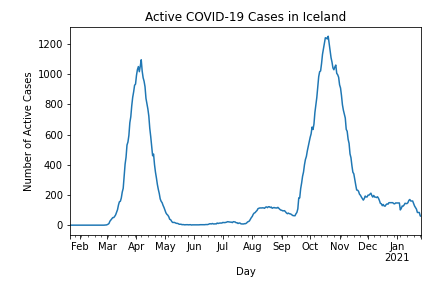 Active COVID-19 Cases in Iceland
1200
1000
800
600
400
200
0
Number of Active Cases
Feb Mar Apr May Jun Jul Aug Sep Oct Nov Dec Jan
2021
Day